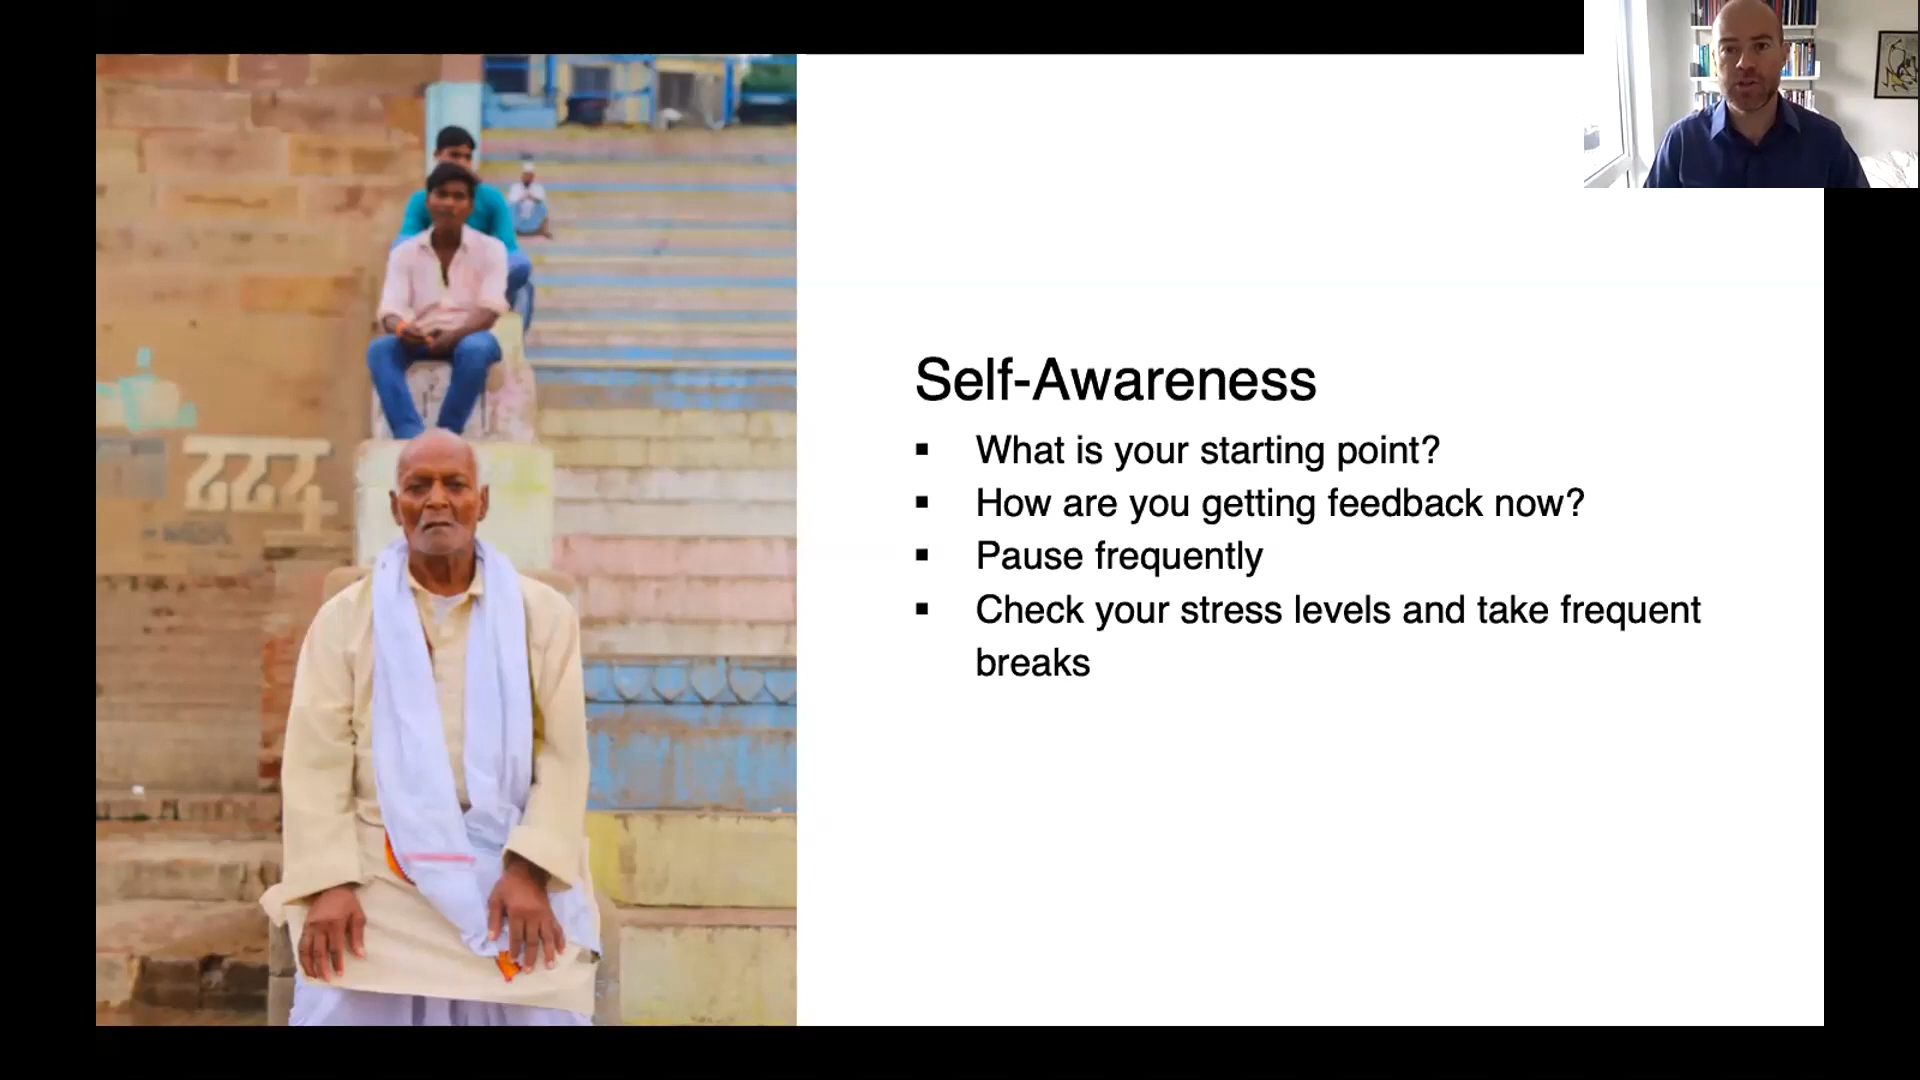 Self-Awareness
▪ What is your starting point?
▪ How are you getting feedback now?
▪ Pause frequently
▪ Check your stress levels and take frequent
breaks